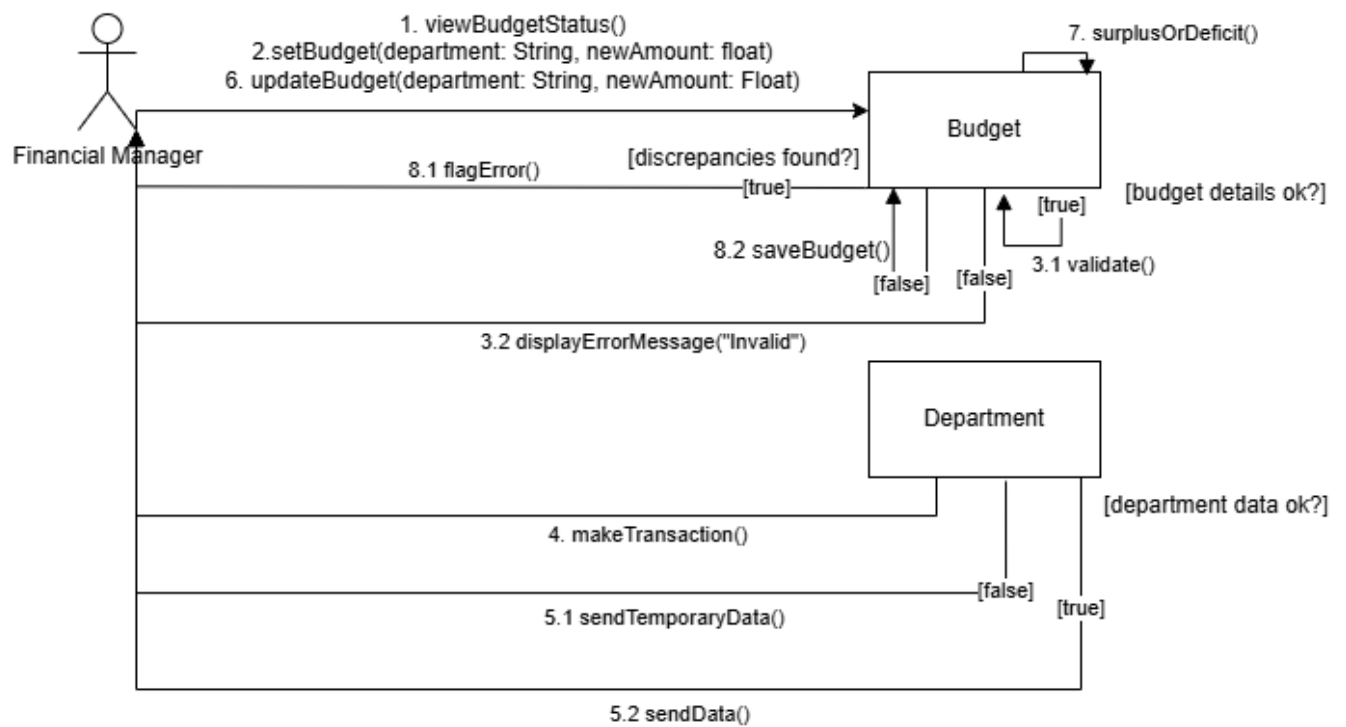 1. viewBudgetStatus()
2.setBudget(department: String, newAmount: float)
6. updateBudget(department: String, newAmount: Float)
7. surplusOrDeficit()
Budget
Financial Manager
[discrepancies found?]
8.1 flagError()
[true]
[true]
[budget details ok?]
8.2 saveBudget()
[false]
[false]
3.1 validate()
3.2 displayErrorMessage("Invalid")
Department
[department data ok?]
4. makeTransaction()
[false]
[true]
5.1 sendTemporaryData()
5.2 sendData()